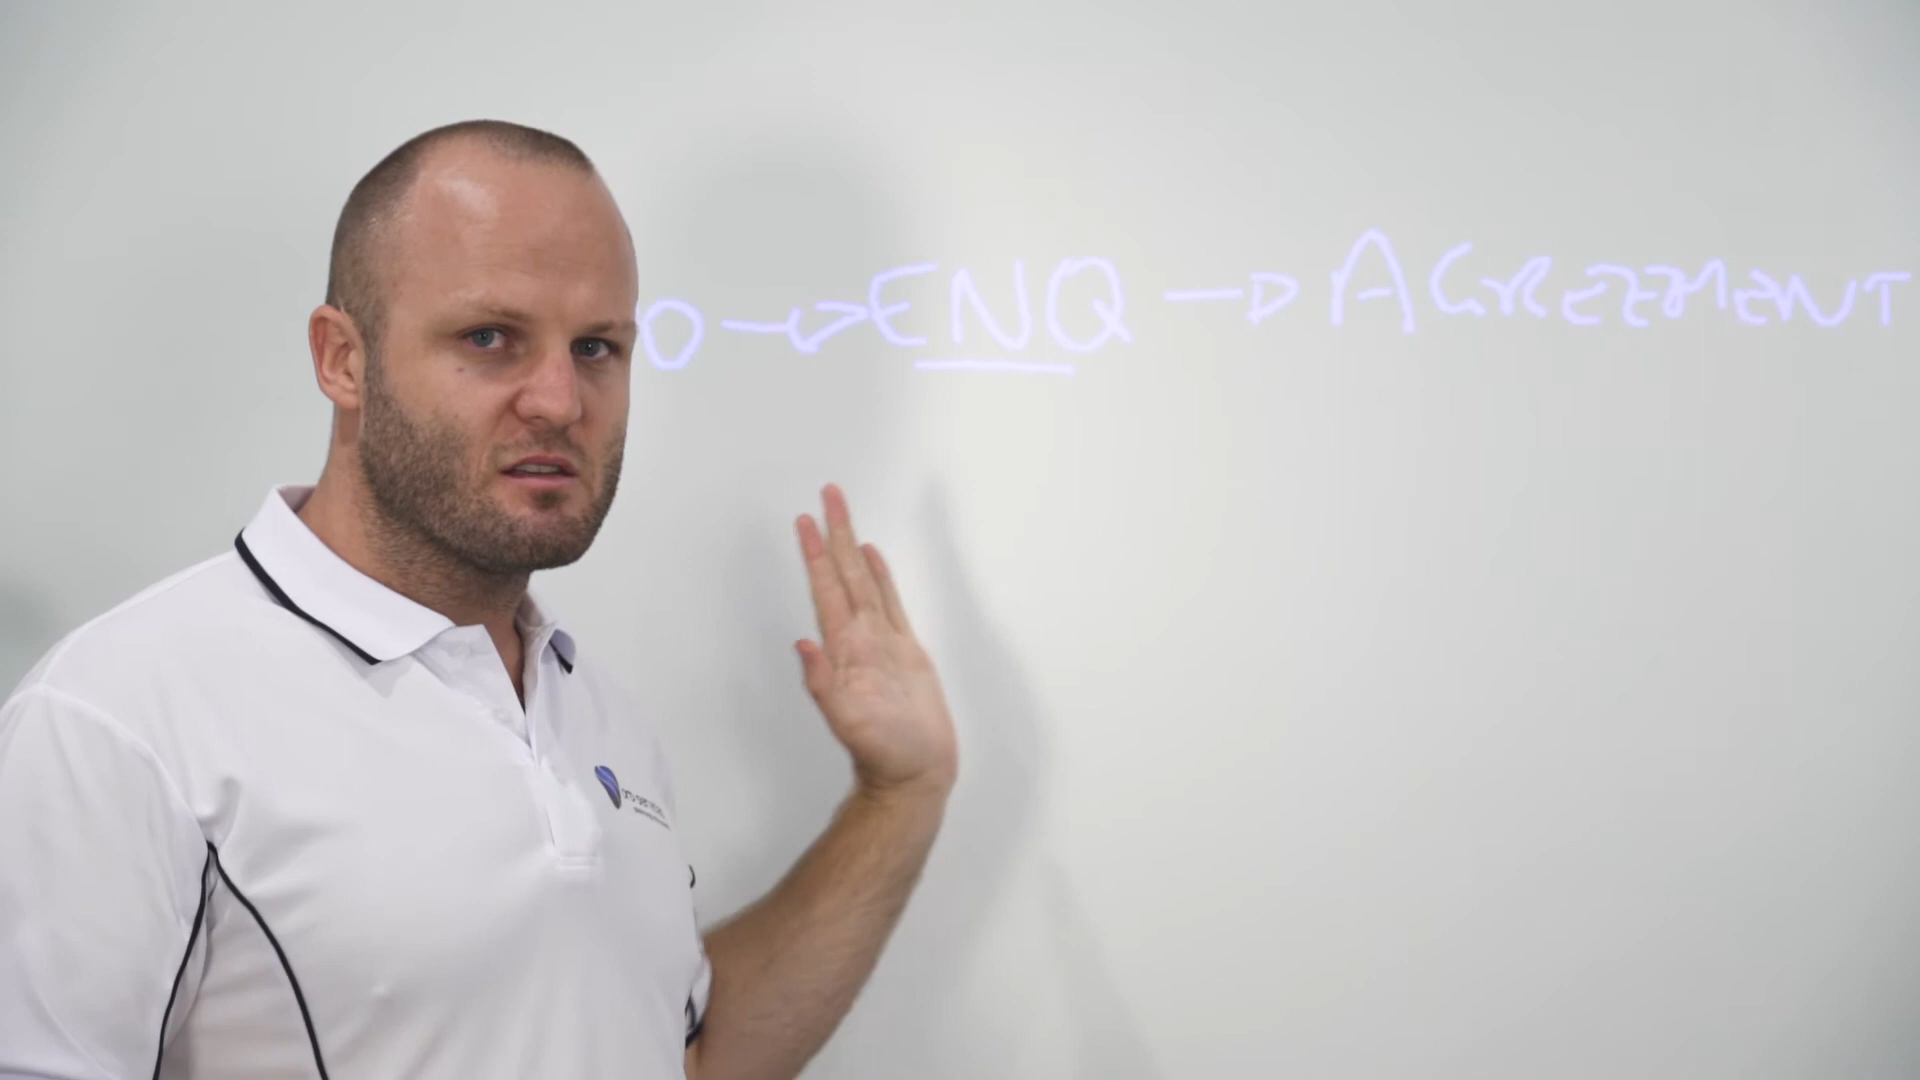 O → ENQ → AGREEMENT